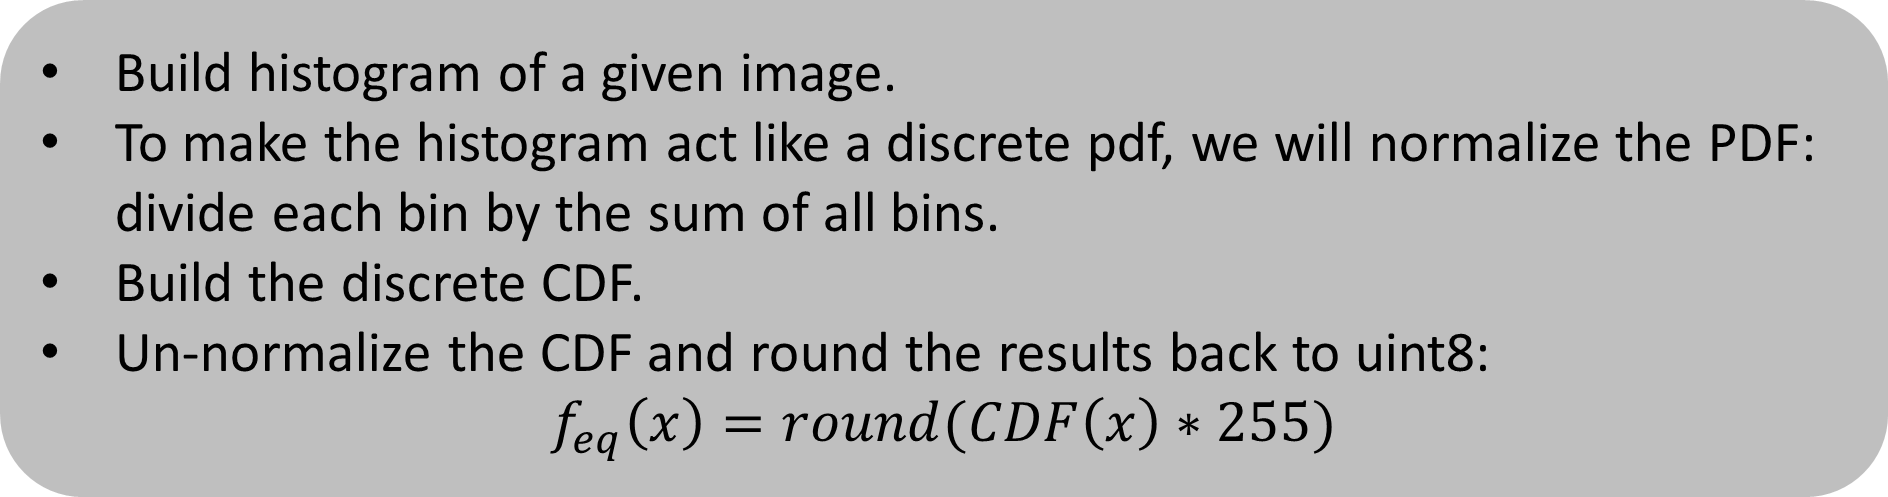 • Build histogram of a given image.
• To make the histogram act like a discrete pdf, we will normalize the PDF:
divide each bin by the sum of all bins.
• Build the discrete CDF.
• Un-normalize the CDF and round the results back to uint8:
f_eq(x) = round(CDF(x) * 255)